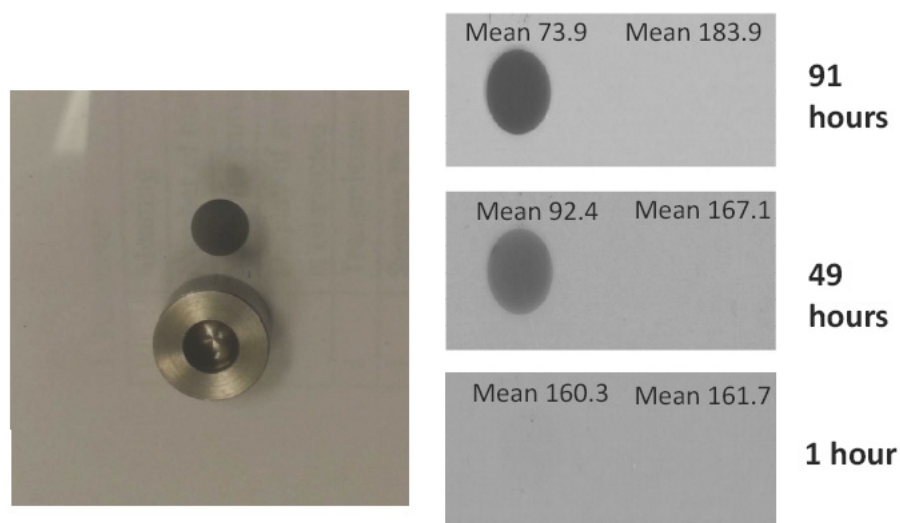 Mean 73.9 Mean 183.9
91
hours
Mean 92.4 Mean 167.1
49
hours
Mean 160.3 Mean 161.7
1 hour